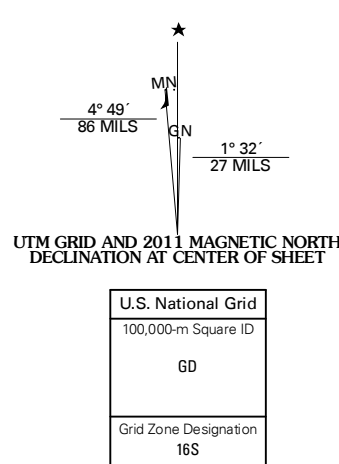 ★
MN
4° 49´
86 MILS
GN
1° 32´
27 MILS
UTM GRID AND 2011 MAGNETIC NORTH
DECLINATION AT CENTER OF SHEET
U.S. National Grid
100,000-m Square ID
GD
Grid Zone Designation
16S